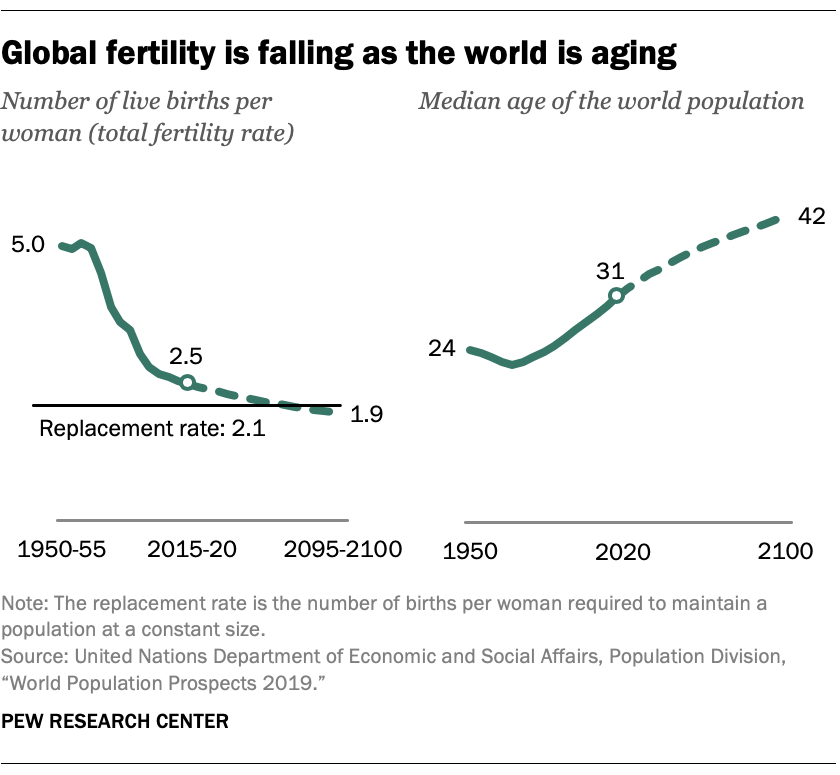 Global fertility is falling as the world is aging
Number of live births per
woman (total fertility rate)
5.0
2.5
1.9
Replacement rate: 2.1
1950-55
2015-20
2095-2100
Median age of the world population
24
31
42
1950
2020
2100
Note: The replacement rate is the number of births per woman required to maintain a
population at a constant size.
Source: United Nations Department of Economic and Social Affairs, Population Division,
“World Population Prospects 2019.”
PEW RESEARCH CENTER